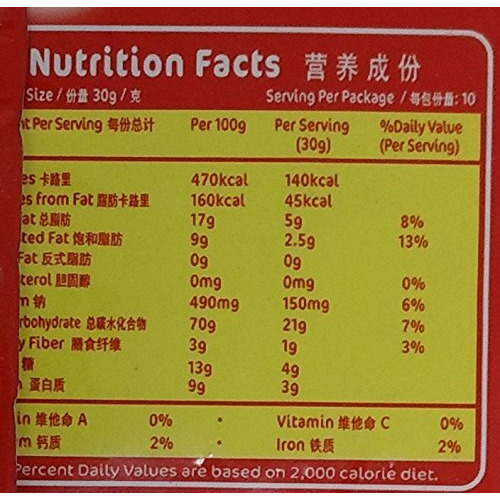 Nutrition Facts 营养成份
Size / 份量 30g / 克 Serving Per Package / 每包份量: 10
nt Per Serving 每份总计 Per 100g Per Serving (30g) %Daily Value (Per Serving)
es 卡路里 470kcal 140kcal
es from Fat 脂肪卡路里 160kcal 45kcal
at 总脂肪 17g 5g 8%
ted Fat 饱和脂肪 9g 2.5g 13%
Fat 反式脂肪 0g 0g
terol 胆固醇 0mg 0mg 0%
m 钠 490mg 150mg 6%
rbohydrate 总碳水化合物 70g 21g 7%
y Fiber 膳食纤维 3g 1g 3%
糖 13g 4g
蛋白质 9g 3g
in 维他命 A 0% • Vitamin 维他命 C 0%
m 钙质 2% • Iron 铁质 2%
Percent Daily Values are based on 2,000 calorie diet.